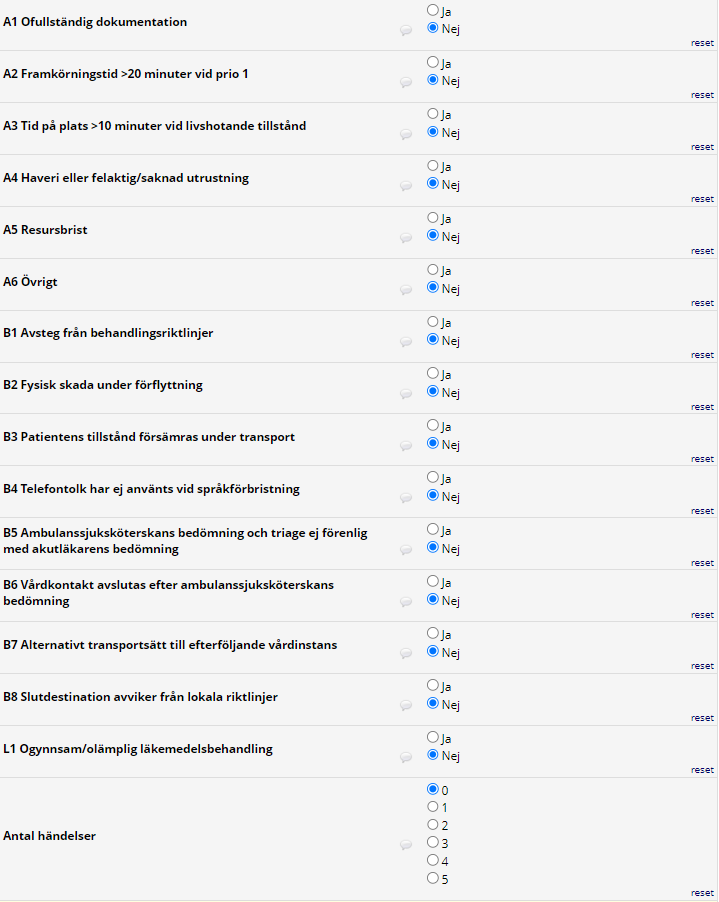 A1 Ofullständig dokumentation
Ja
Nej
reset
A2 Framkörningstid >20 minuter vid prio 1
Ja
Nej
reset
A3 Tid på plats >10 minuter vid livshotande tillstånd
Ja
Nej
reset
A4 Haveri eller felaktig/saknad utrustning
Ja
Nej
reset
A5 Resursbrist
Ja
Nej
reset
A6 Övrigt
Ja
Nej
reset
B1 Avsteg från behandlingsriktlinjer
Ja
Nej
reset
B2 Fysisk skada under förflyttning
Ja
Nej
reset
B3 Patientens tillstånd försämras under transport
Ja
Nej
reset
B4 Telefontolk har ej använts vid språkförbristning
Ja
Nej
reset
B5 Ambulanssjuksköterskans bedömning och triage ej förenlig
med akutläkarens bedömning
Ja
Nej
reset
B6 Vårdkontakt avslutas efter ambulanssjuksköterskans
bedömning
Ja
Nej
reset
B7 Alternativt transportsätt till efterföljande vårdinstans
Ja
Nej
reset
B8 Slutdestination avviker från lokala riktlinjer
Ja
Nej
reset
L1 Ogynnsam/olämplig läkemedelsbehandling
Ja
Nej
reset
Antal händelser
0
1
2
3
4
5
reset